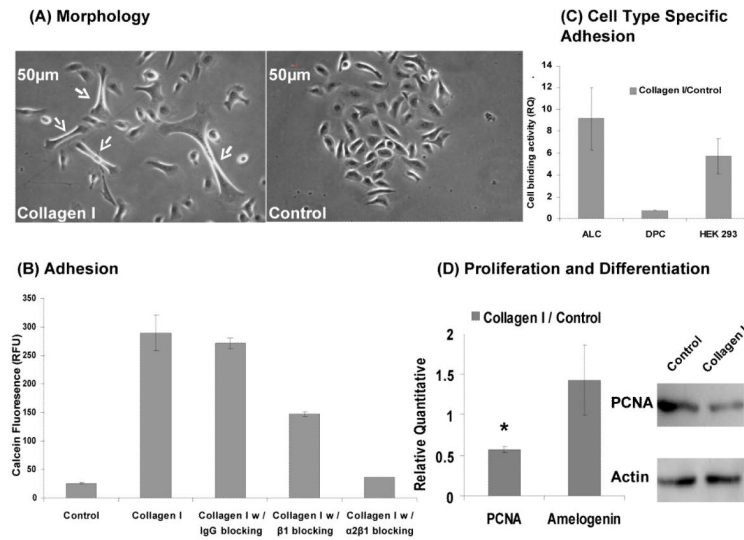 (A) Morphology
50µm
Collagen I
50µm
Control
(C) Cell Type Specific
Adhesion
Collagen I/Control
Cell binding activity (RQ)
14
12
10
8
6
4
2
0
ALC
DPC
HEK 293
(B) Adhesion
Calcein Fluoresence (RFU)
350
300
250
200
150
100
50
0
Control
Collagen I
Collagen I w /
IgG blocking
Collagen I w/
β1 blocking
Collagen I w/
α2β1 blocking
(D) Proliferation and Differentiation
Collagen I / Control
Relative Quantitative
2
1.5
1
0.5
0
*
PCNA
Amelogenin
Control
Collagen I
PCNA
Actin